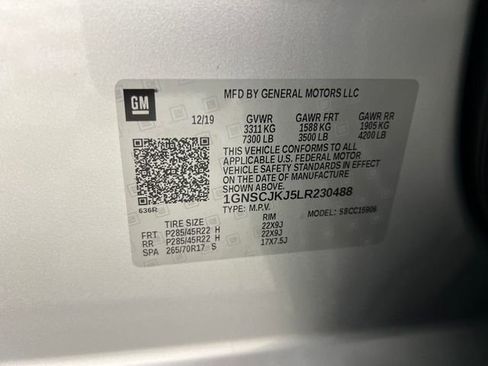 GM
MFD BY GENERAL MOTORS LLC
12/19 GVWR GAWR FRT GAWR RR
3311 KG 1588 KG 1905 KG
7300 LB 3500 LB 4200 LB
THIS VEHICLE CONFORMS TO ALL
APPLICABLE U.S. FEDERAL MOTOR
VEHICLE SAFETY STANDARDS IN EFFECT
ON THE DATE OF MANUFACTURE
SHOWN ABOVE.
1GNSCJKJ5LR230488
TYPE: M.P.V. MODEL: SBCC15906
636R
TIRE SIZE RIM
FRT P285/45R22 H 22X9J
RR P285/45R22 H 22X9J
SPA 265/70R17 S 17X7.5J